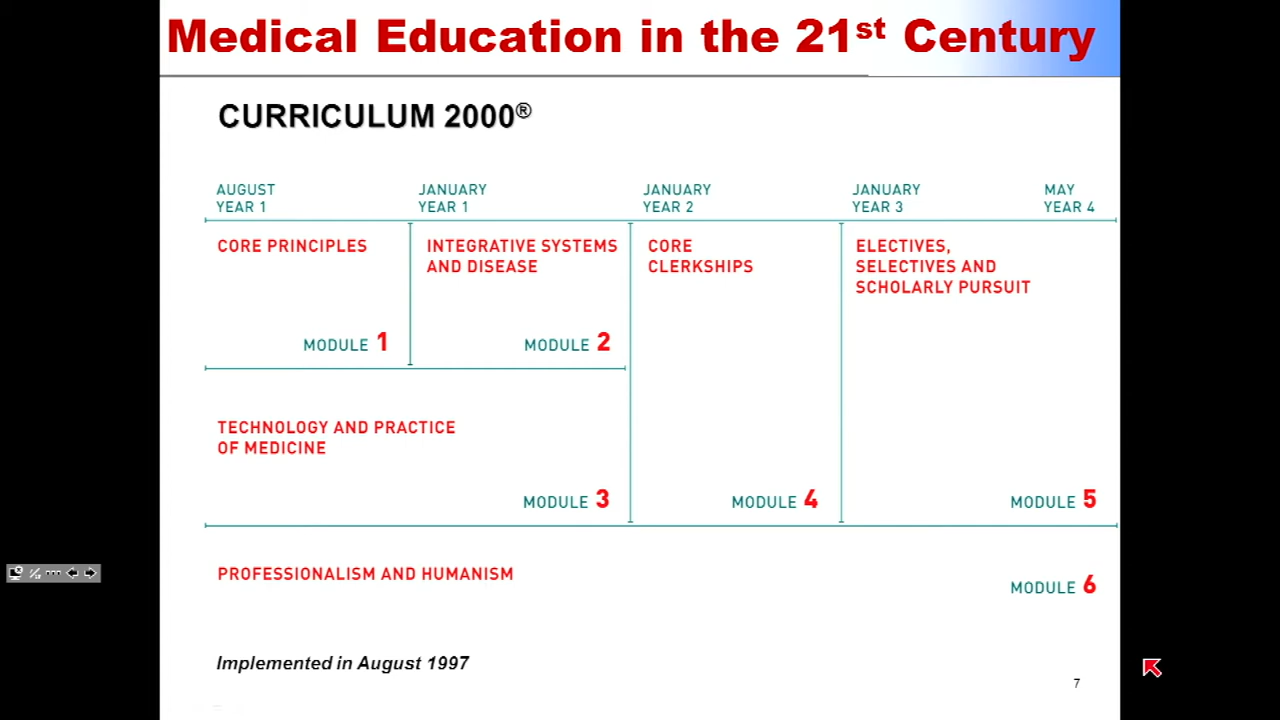 Medical Education in the 21st Century
CURRICULUM 2000®
AUGUST
YEAR 1
JANUARY
YEAR 1
JANUARY
YEAR 2
JANUARY
YEAR 3
MAY
YEAR 4
CORE PRINCIPLES
MODULE 1
INTEGRATIVE SYSTEMS
AND DISEASE
MODULE 2
CORE
CLERKSHIPS
MODULE 4
ELECTIVES,
SELECTIVES AND
SCHOLARLY PURSUIT
MODULE 5
TECHNOLOGY AND PRACTICE
OF MEDICINE
MODULE 3
PROFESSIONALISM AND HUMANISM
MODULE 6
Implemented in August 1997
7